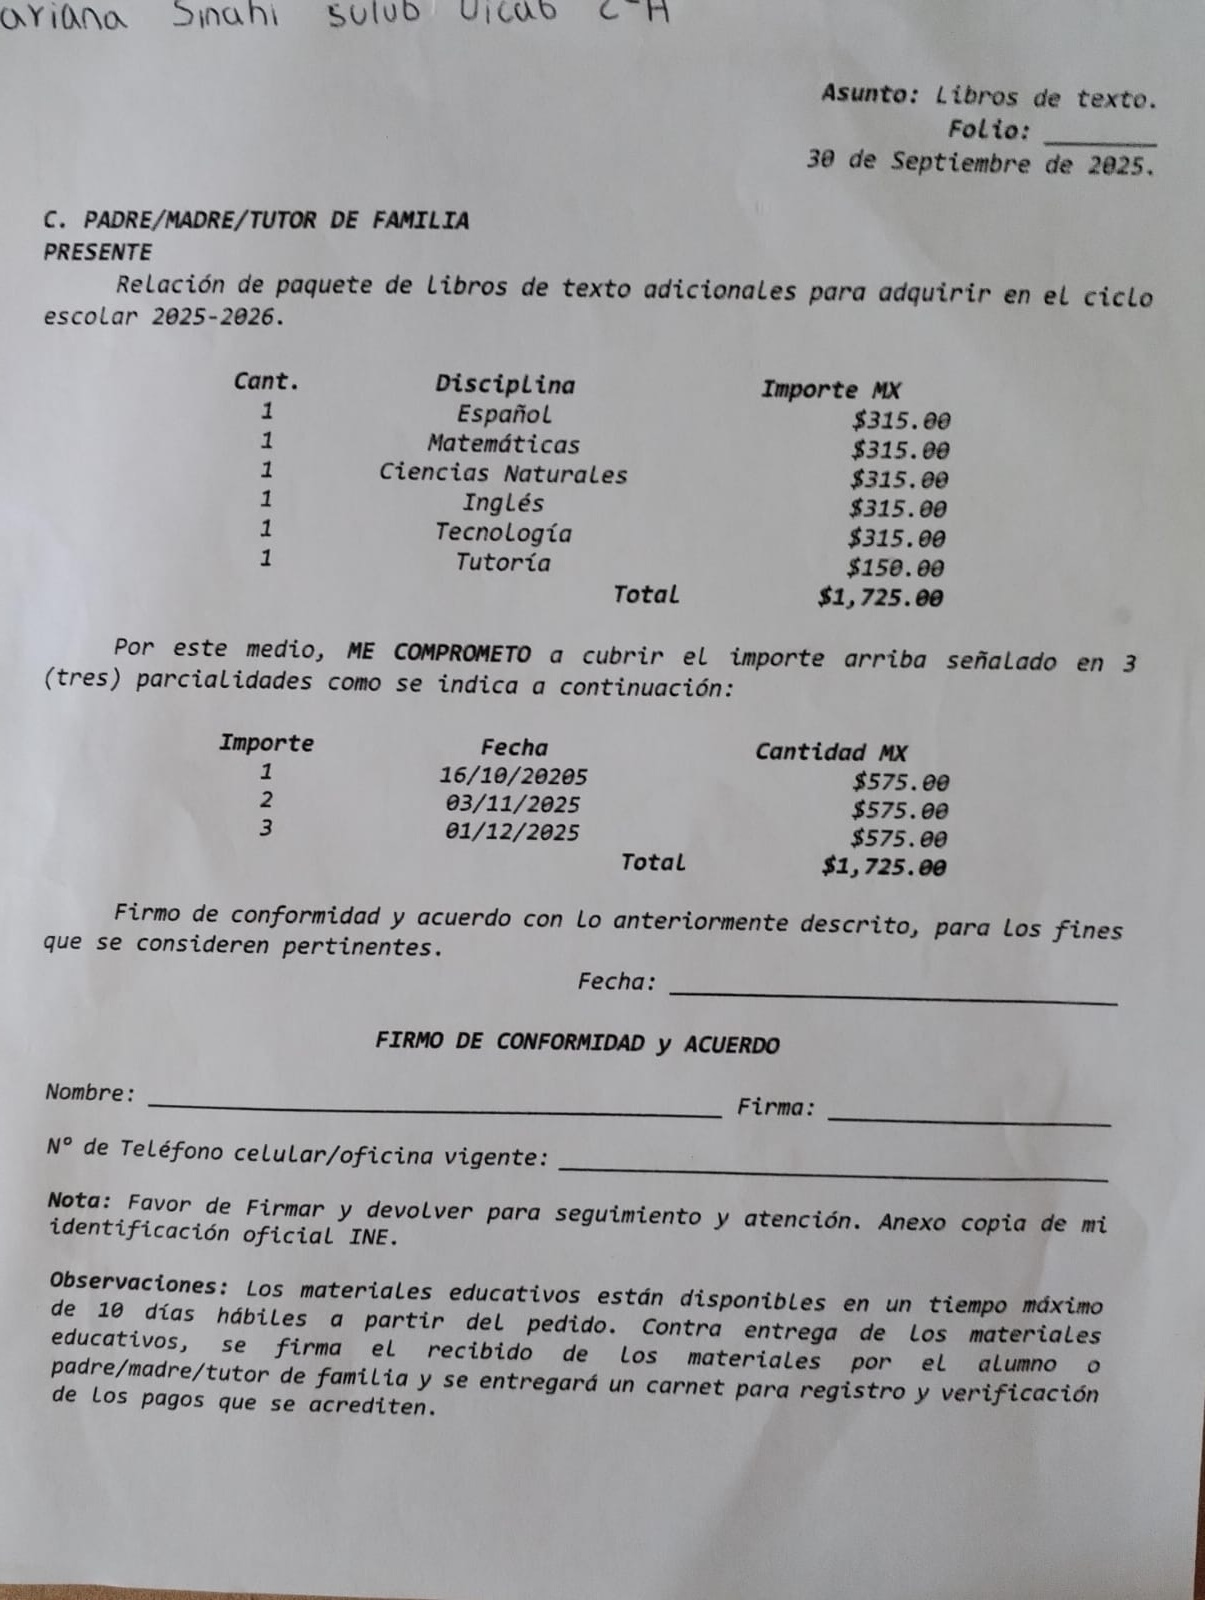 ariana Sinahi sulub Uicab 2-A
Asunto: Libros de texto.
Folio: ________
30 de Septiembre de 2025.
C. PADRE/MADRE/TUTOR DE FAMILIA
PRESENTE
Relación de paquete de libros de texto adicionales para adquirir en el ciclo
escolar 2025-2026.
Cant. Disciplina Importe MX
1 Español $315.00
1 Matemáticas $315.00
1 Ciencias Naturales $315.00
1 Inglés $315.00
1 Tecnología $315.00
1 Tutoría $150.00
Total $1,725.00
Por este medio, ME COMPROMETO a cubrir el importe arriba señalado en 3
(tres) parcialidades como se indica a continuación:
Importe Fecha Cantidad MX
1 16/10/20205 $575.00
2 03/11/2025 $575.00
3 01/12/2025 $575.00
Total $1,725.00
Firmo de conformidad y acuerdo con lo anteriormente descrito, para los fines
que se consideren pertinentes.
Fecha: ________
FIRMO DE CONFORMIDAD y ACUERDO
Nombre: ________ Firma: ________
N° de Teléfono celular/oficina vigente: ________
Nota: Favor de Firmar y devolver para seguimiento y atención. Anexo copia de mi
identificación oficial INE.
Observaciones: Los materiales educativos están disponibles en un tiempo máximo
de 10 días hábiles a partir del pedido. Contra entrega de los materiales
educativos, se firma el recibido de los materiales por el alumno o
padre/madre/tutor de familia y se entregará un carnet para registro y verificación
de los pagos que se acrediten.